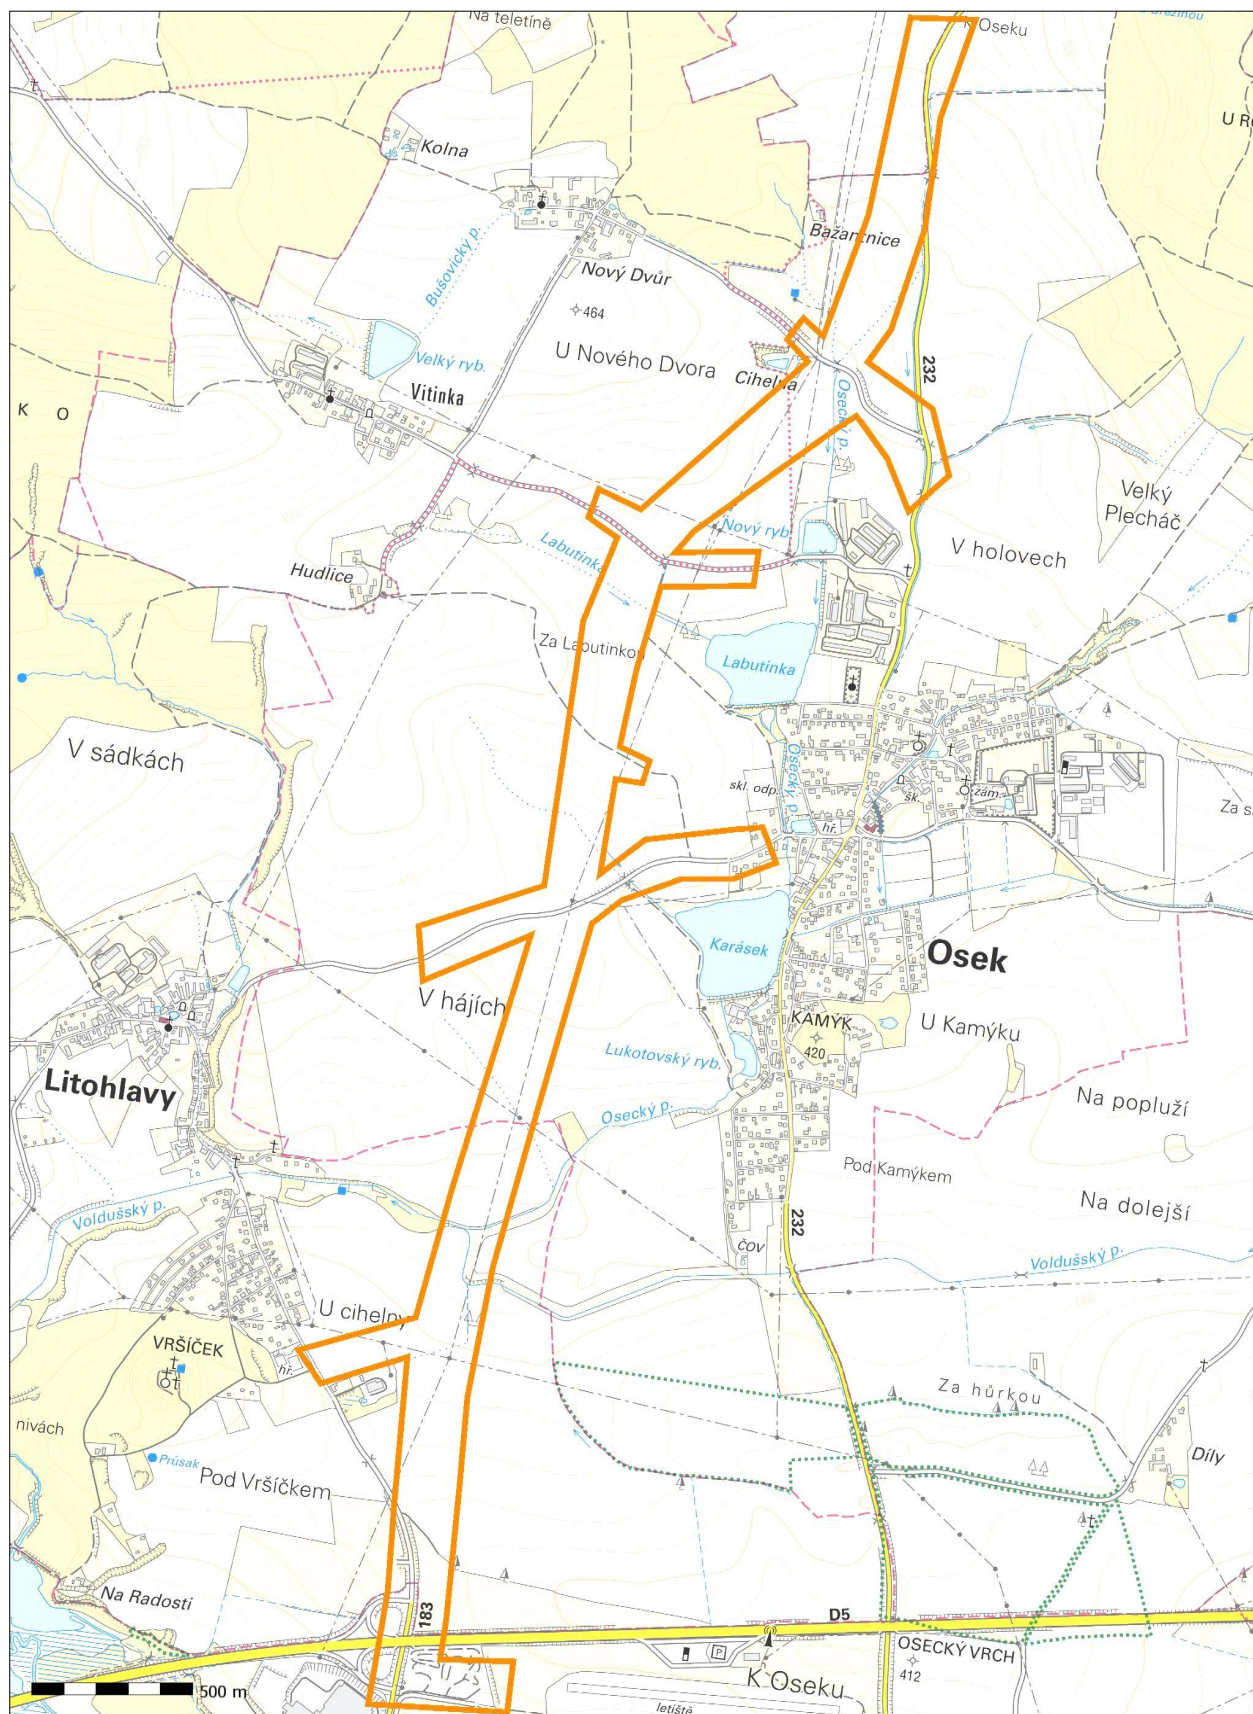 Na teletíně
K Oseku
Kolna
U R
Bažantnice
Bušovický p.
Nový Dvůr
464
U Nového Dvora
Velký ryb.
Cihelna
Vitinka
232
Osecký p.
K O
Velký
Plecháč
Nový ryb.
V holovech
Labutinka
Hudlice
Za Labutinkou
Labutinka
V sádkách
Osecký p.
skl. odp.
šk.
zám.
Za s
hř.
Karásek
Osek
V hájích
KAMÝK
420
U Kamýku
Lukotovský ryb.
Litohlavy
Osecký p.
Na popluží
Pod Kamýkem
Na dolejší
Voldušský p.
232
ČOV
Voldušský p.
U cihelny
VRŠÍČEK
hř.
Za hůrkou
nivách
Průsak
Díly
Pod Vršíčkem
Na Radosti
183
D5
OSECKÝ VRCH
412
P
K Oseku
500 m
letiště